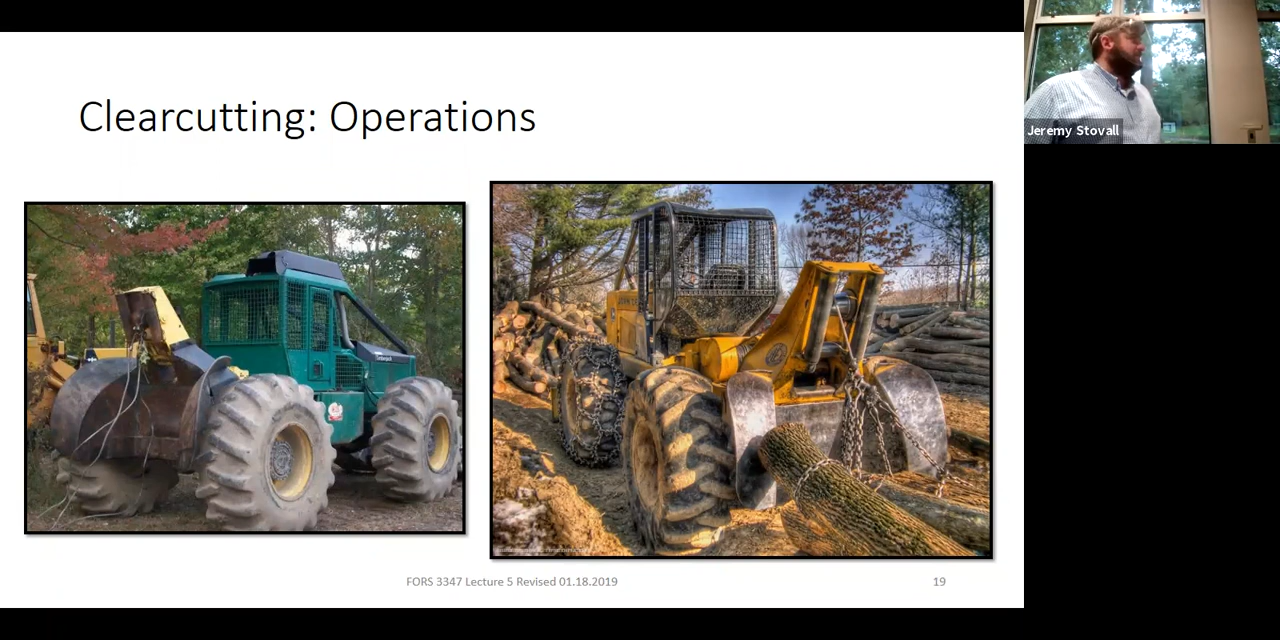 Clearcutting: Operations
Jeremy Stovall
FORS 3347 Lecture 5 Revised 01.18.2019
19